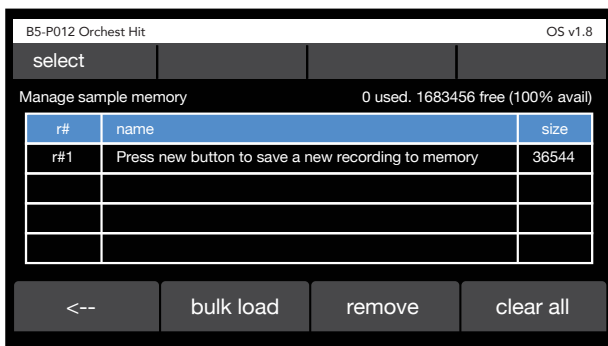 B5-P012 Orchest Hit OS v1.8
select
Manage sample memory 0 used. 1683456 free (100% avail)
r# name size
r#1 Press new button to save a new recording to memory 36544
<-- bulk load remove clear all